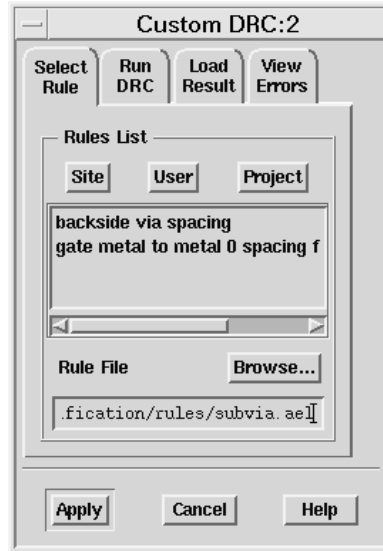 Custom DRC:2
Select Rule
Run DRC
Load Result
View Errors
Rules List
Site User Project
backside via spacing
gate metal to metal 0 spacing f
Rule File Browse...
.fication/rules/subvia.ael
Apply Cancel Help